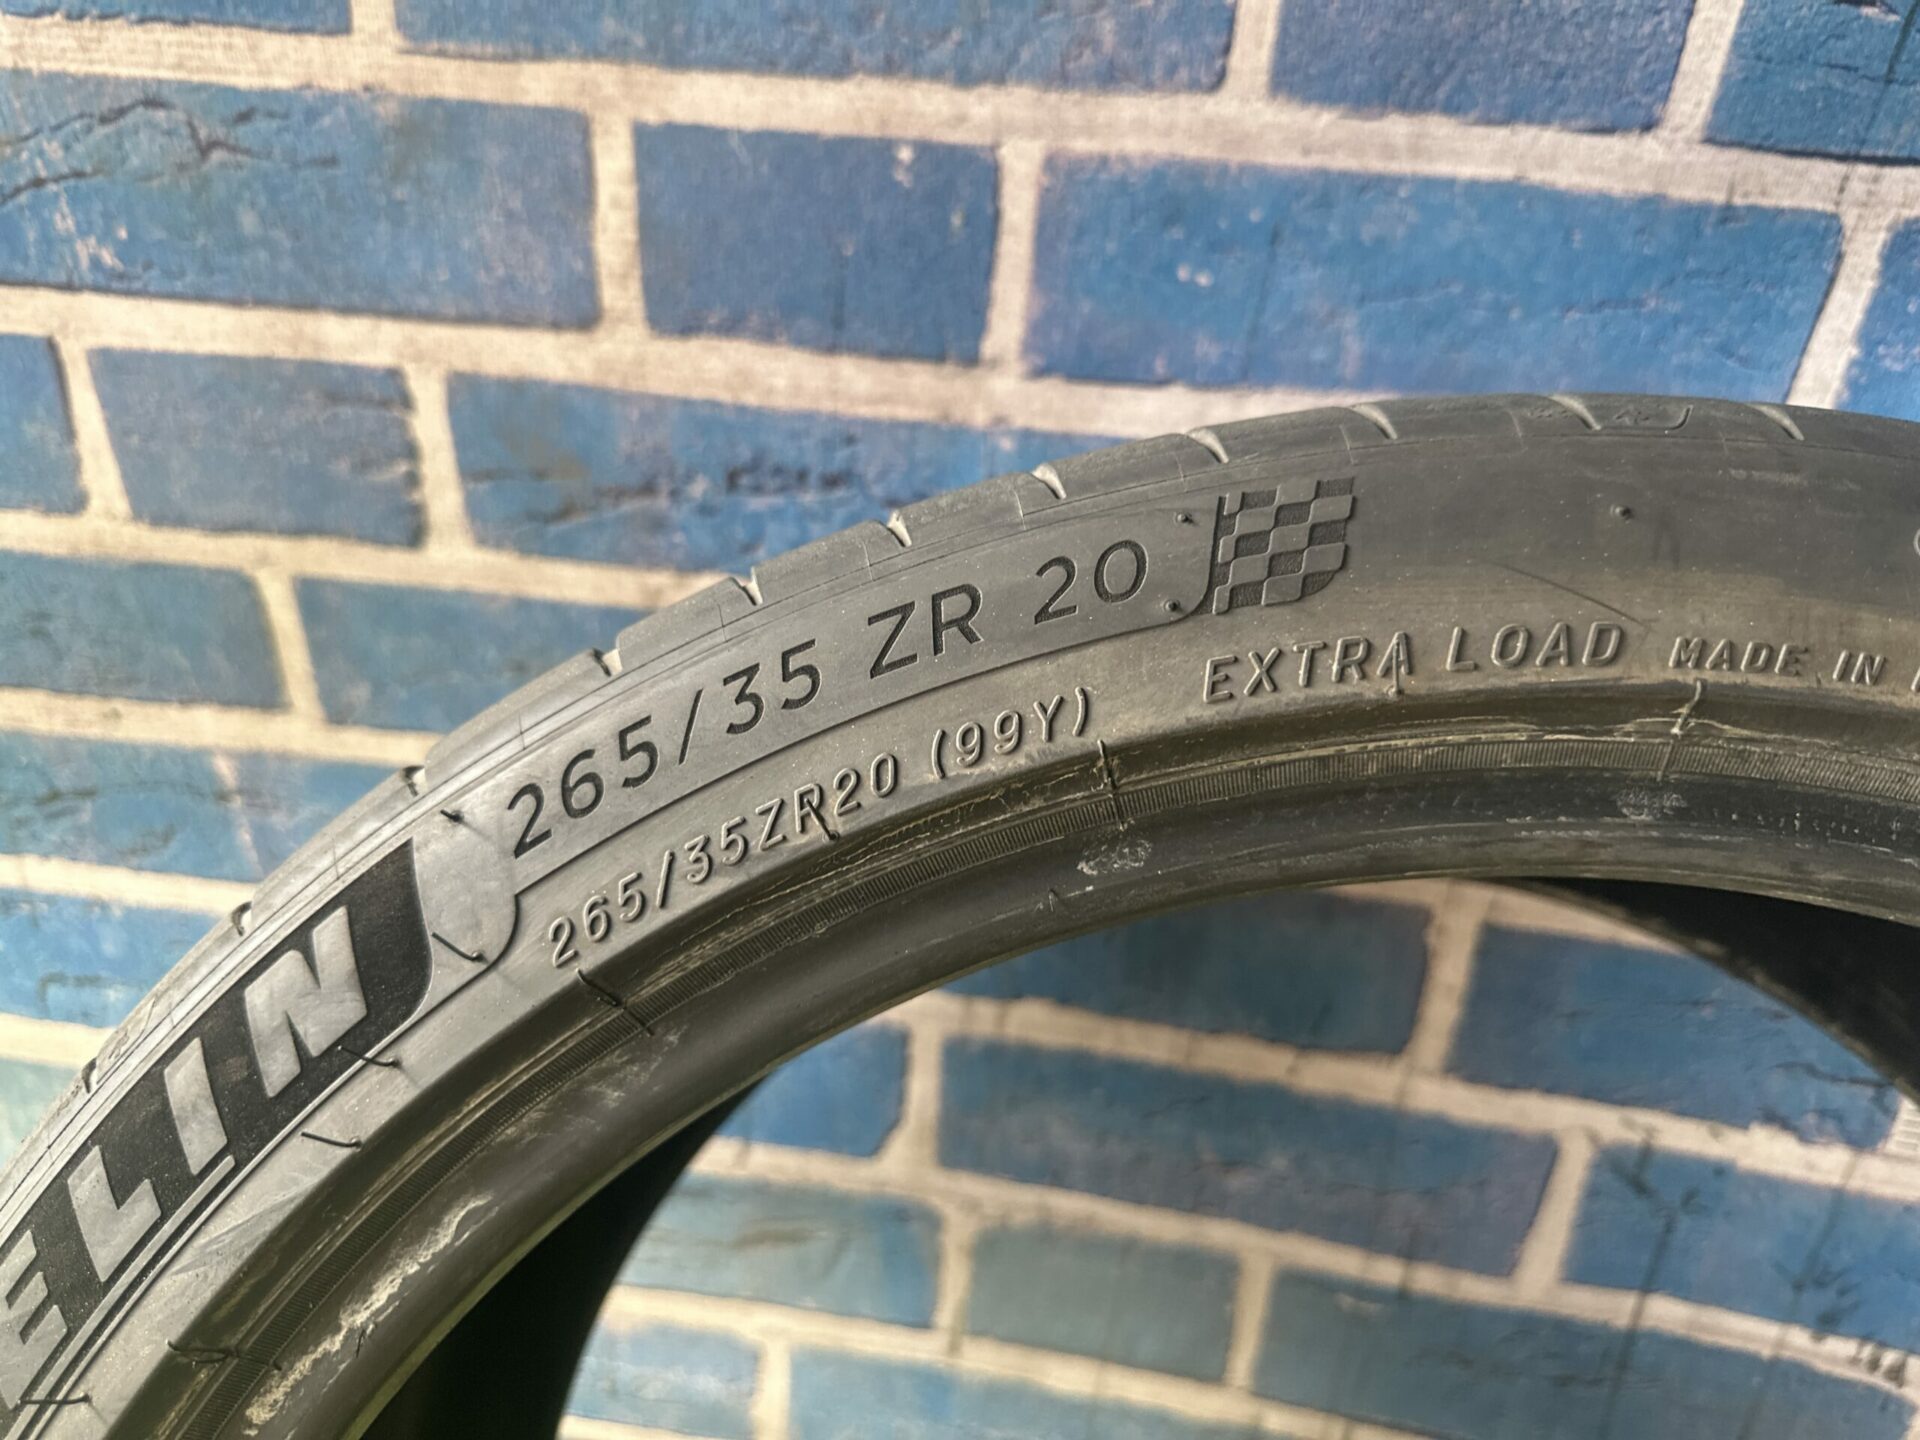 ELIN
265/35 ZR 20
265/35ZR20 (99Y)
EXTRA LOAD MADE IN